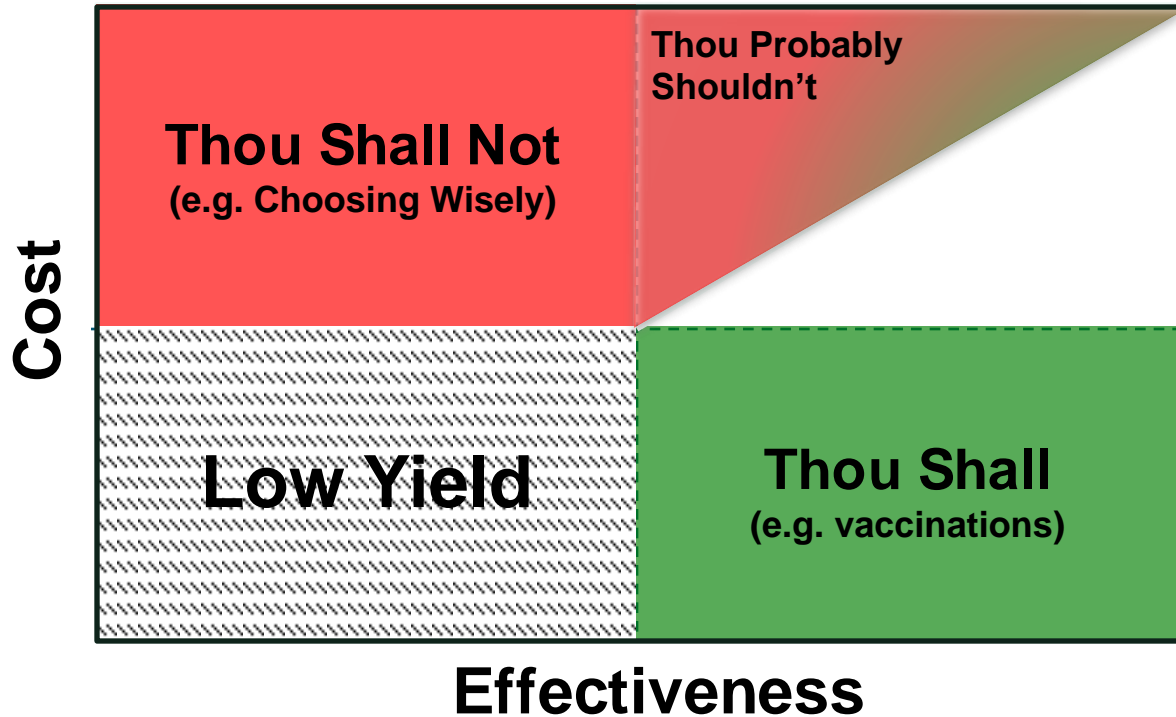 Thou Probably
Shouldn’t
Thou Shall Not
(e.g. Choosing Wisely)
Cost
Low Yield
Thou Shall
(e.g. vaccinations)
Effectiveness